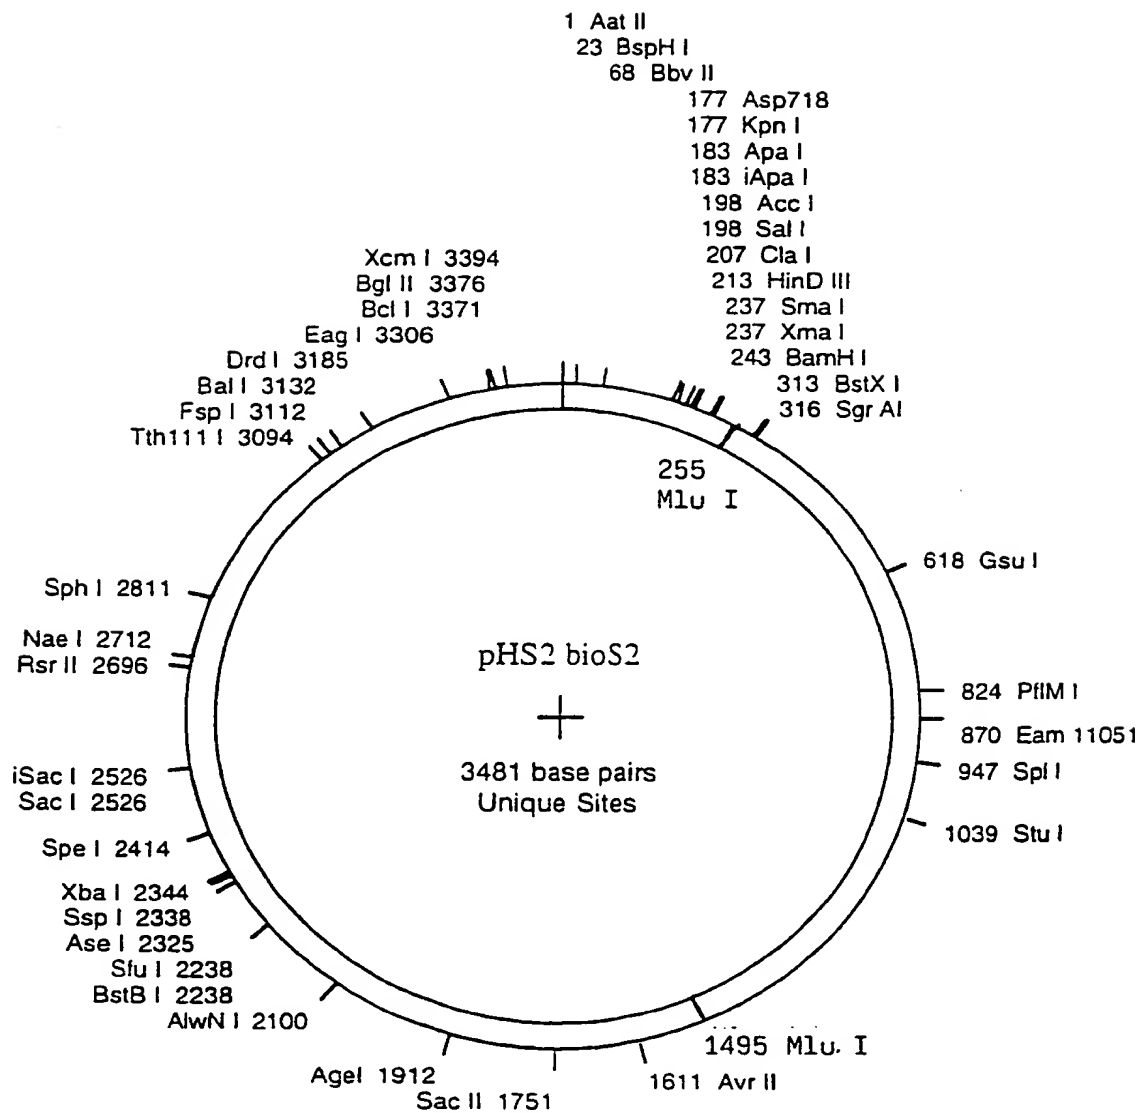 1 Aat II
23 BspH I
68 Bbv II
177 Asp718
177 Kpn I
183 Apa I
183 iApa I
198 Acc I
198 Sal I
207 Cla I
213 HinD III
237 Sma I
237 Xma I
243 BamH I
313 BstX I
316 Sgr AI
Xcm I 3394
Bgl II 3376
Bcl I 3371
Eag I 3306
Drd I 3185
Bal I 3132
Fsp I 3112
Tth111 I 3094
255
Mlu I
618 Gsu I
Sph I 2811
Nae I 2712
Rsr II 2696
pHS2 bioS2
3481 base pairs
Unique Sites
824 PflM I
870 Eam 11051
947 Spl I
1039 Stu I
iSac I 2526
Sac I 2526
Spe I 2414
Xba I 2344
Ssp I 2338
Ase I 2325
Sfu I 2238
BstB I 2238
AlwN I 2100
AgeI 1912
Sac II 1751
1495 Mlu. I
1611 Avr II